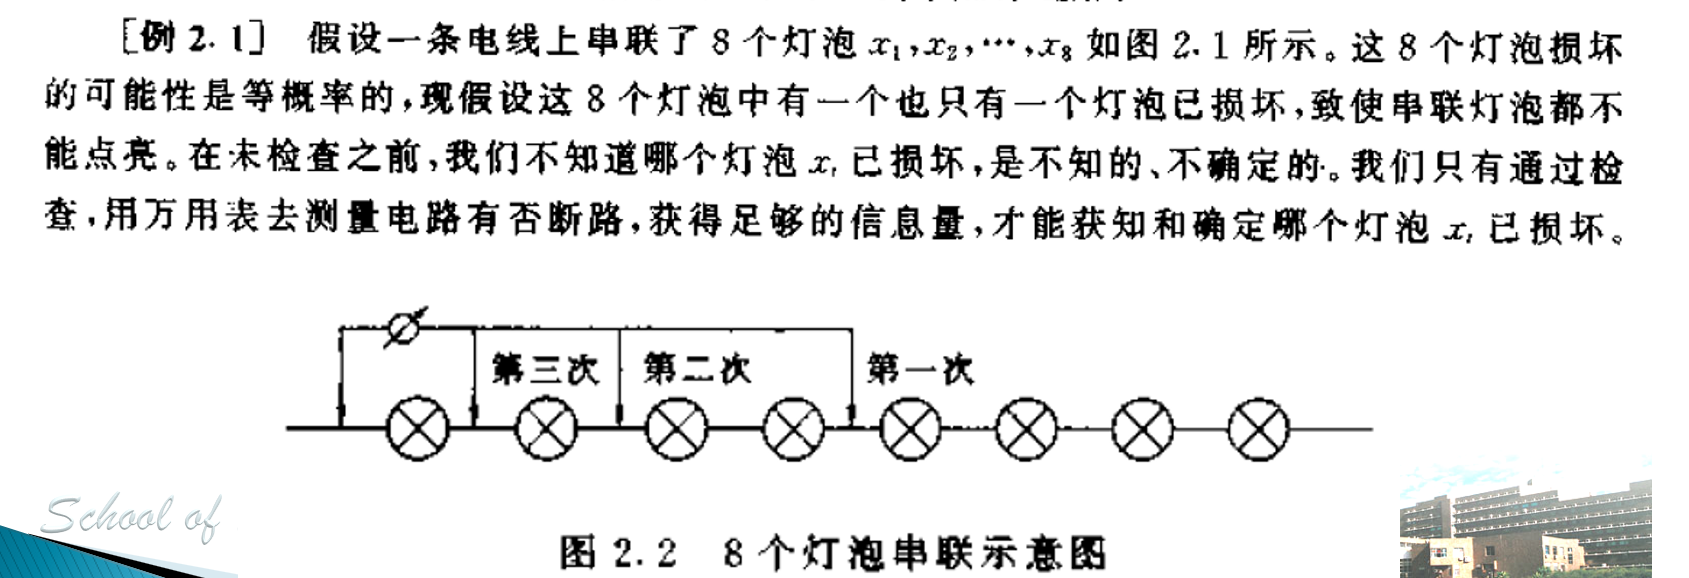 [例 2.1] 假设一条电线上串联了 8 个灯泡 x₁,x₂,…,x₈ 如图 2.1 所示。这 8 个灯泡损坏
的可能性是等概率的,现假设这 8 个灯泡中有一个也只有一个灯泡已损坏,致使串联灯泡都不
能点亮。在未检查之前,我们不知道哪个灯泡 xᵢ 已损坏,是不知的、不确定的。我们只有通过检
查,用万用表去测量电路有否断路,获得足够的信息量,才能获知和确定哪个灯泡 xᵢ 已损坏。
第三次 第二次 第一次
School of
图 2.2 8 个灯泡串联示意图